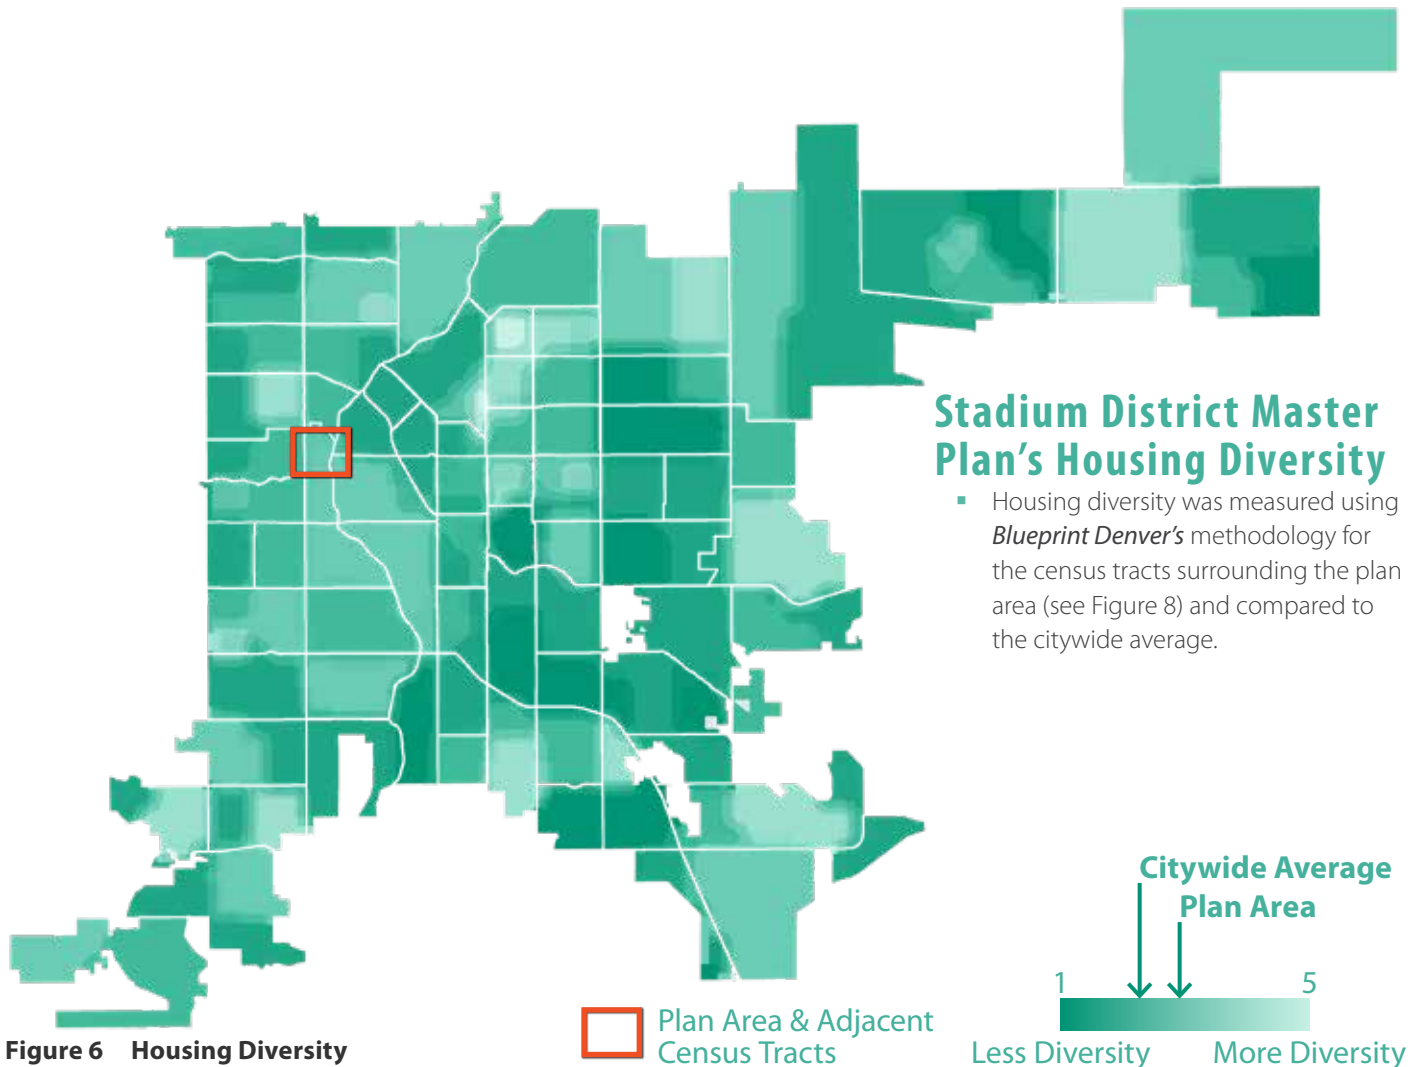 Stadium District Master
Plan's Housing Diversity
▪ Housing diversity was measured using
Blueprint Denver's methodology for
the census tracts surrounding the plan
area (see Figure 8) and compared to
the citywide average.
Citywide Average
Plan Area
1 5
Less Diversity More Diversity
Plan Area & Adjacent
Census Tracts
Figure 6 Housing Diversity